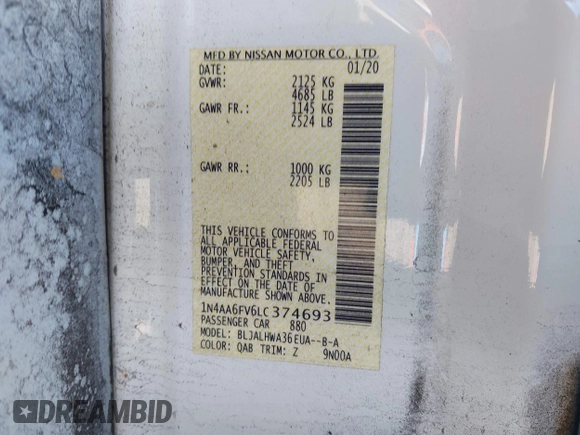 MFD BY NISSAN MOTOR CO., LTD
DATE: 01/20
GVWR: 2125 KG
4685 LB
GAWR FR.: 1145 KG
2524 LB
GAWR RR.: 1000 KG
2205 LB
THIS VEHICLE CONFORMS TO
ALL APPLICABLE FEDERAL
MOTOR VEHICLE SAFETY,
BUMPER, AND THEFT
PREVENTION STANDARDS IN
EFFECT ON THE DATE OF
MANUFACTURE SHOWN ABOVE.
1N4AA6FV6LC374693
PASSENGER CAR 880
MODEL: BLJALHWA36EUA--B-A
COLOR: QAB TRIM: Z 9N00A
DREAMBID